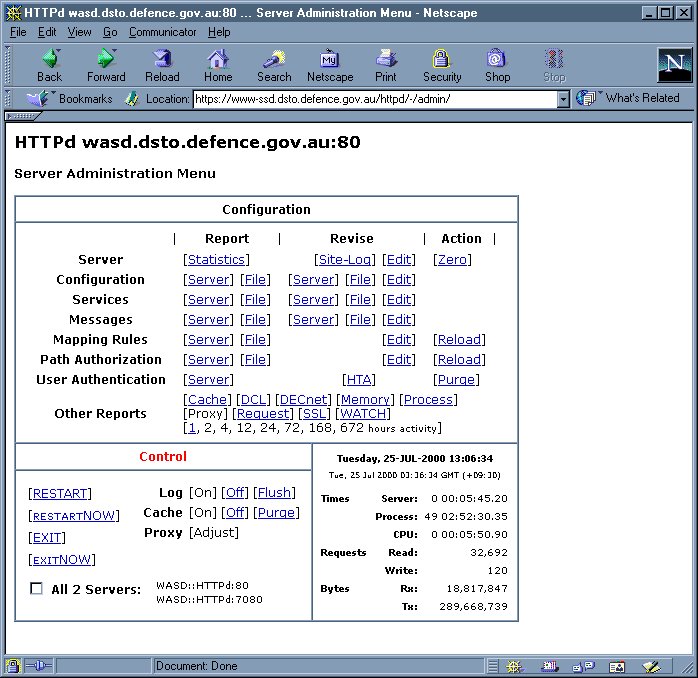 HTTPd wasd.dsto.defence.gov.au:80 ... Server Administration Menu - Netscape
File Edit View Go Communicator Help
Back Forward Reload Home Search Netscape Print Security Shop Stop
Bookmarks Location: https://www-ssd.dsto.defence.gov.au/httpd/-/admin/ What's Related
HTTPd wasd.dsto.defence.gov.au:80
Server Administration Menu
Configuration
| Report | Revise | Action |
Server [Statistics] [Site-Log] [Edit] [Zero]
Configuration [Server] [File] [Server] [File] [Edit]
Services [Server] [File] [Server] [File] [Edit]
Messages [Server] [File] [Server] [File] [Edit]
Mapping Rules [Server] [File] [Edit] [Reload]
Path Authorization [Server] [File] [Edit] [Reload]
User Authentication [Server] [HTA] [Purge]
[Cache] [DCL] [DECnet] [Memory] [Process]
Other Reports [Proxy] [Request] [SSL] [WATCH]
[1, 2, 4, 12, 24, 72, 168, 672 hours activity]
Control
[RESTART] Log [On] [Off] [Flush]
[RESTARTNOW] Cache [On] [Off] [Purge]
[EXIT] Proxy [Adjust]
[EXITNOW]
All 2 Servers: WASD::HTTPd:80
WASD::HTTPd:7080
Tuesday, 25-JUL-2000 13:06:34
Tue, 25 Jul 2000 03:36:34 GMT (+09:30)
Times Server: 0 00:05:45.20
Process: 49 02:52:30.35
CPU: 0 00:05:50.90
Requests Read: 32,692
Write: 120
Bytes Rx: 18,817,847
Tx: 289,668,739
Document: Done